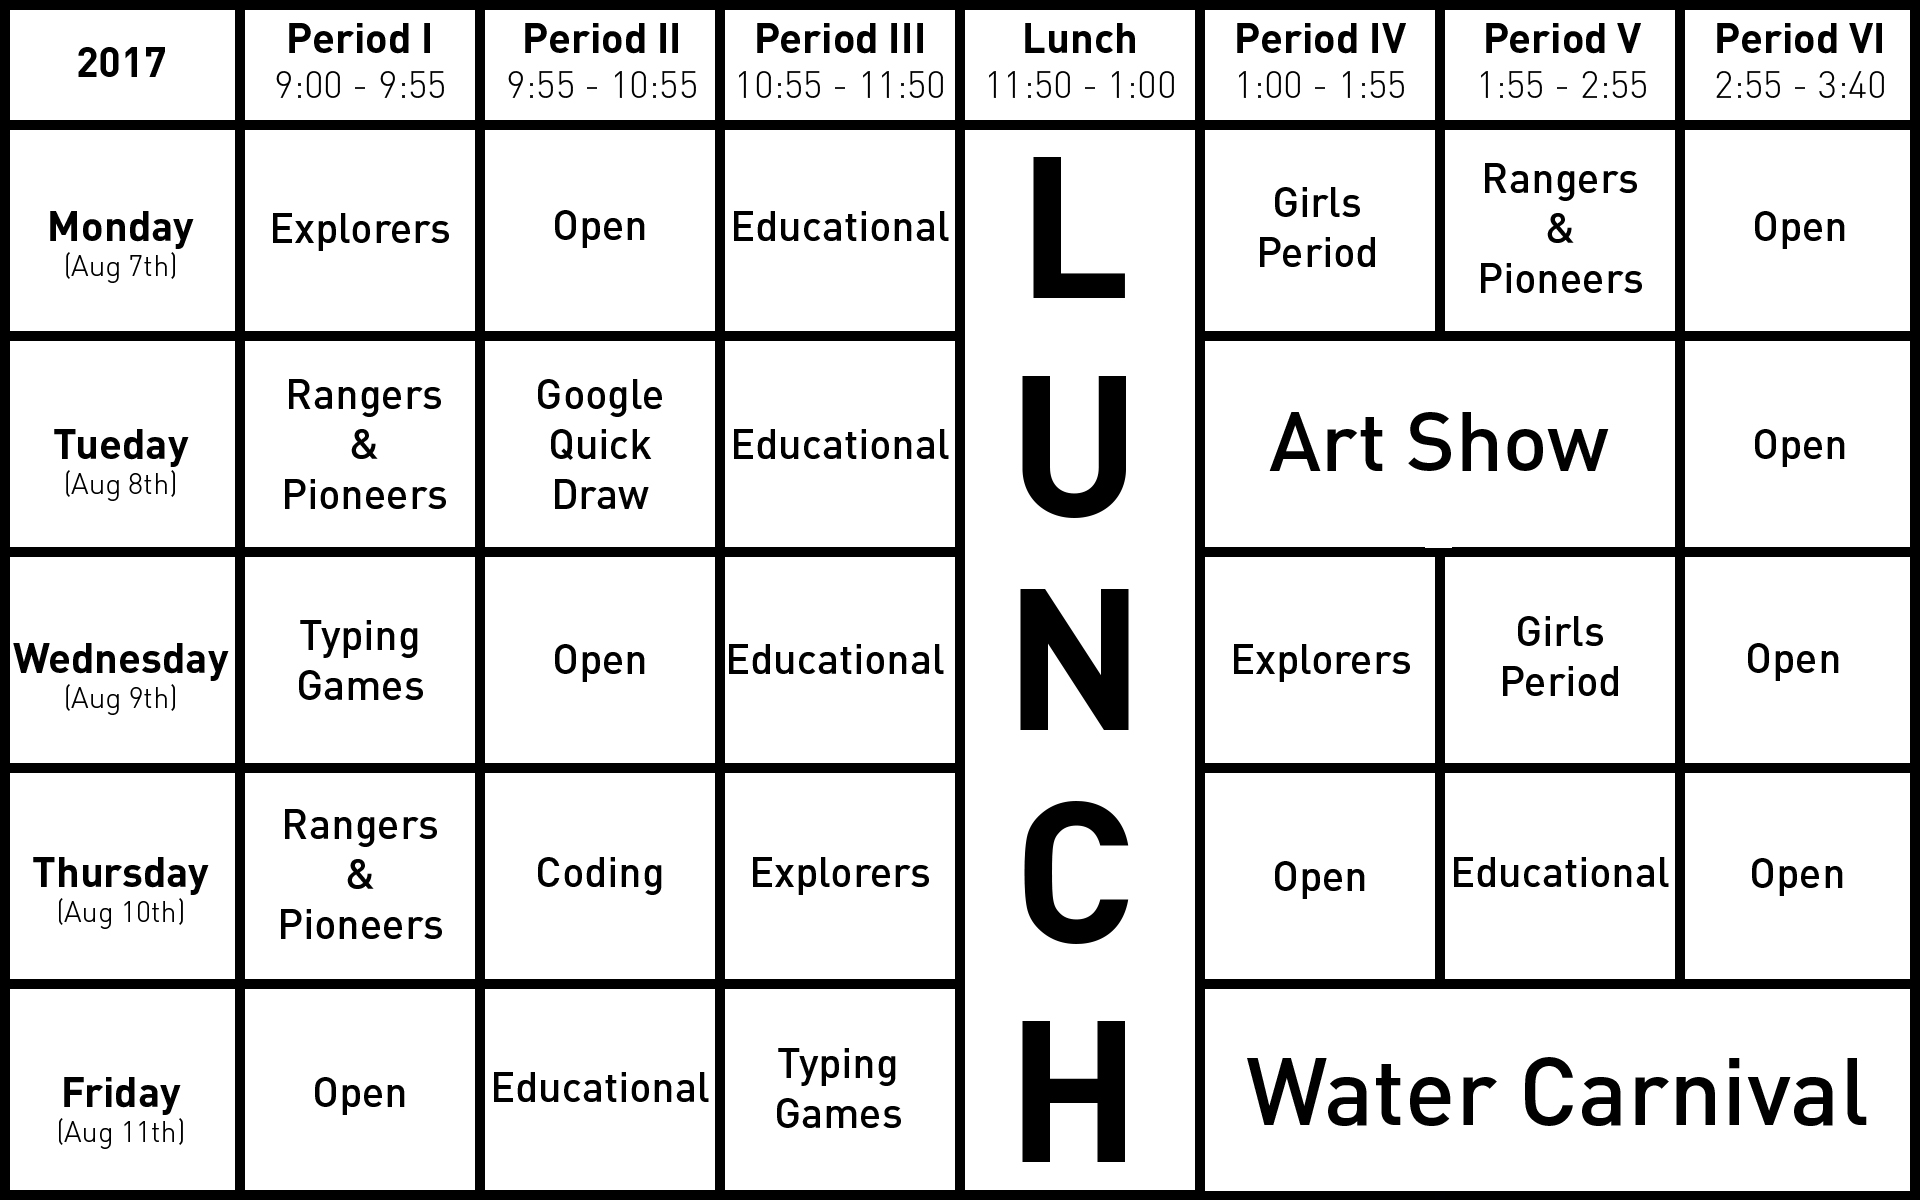 2017
Period I
9:00 - 9:55
Period II
9:55 - 10:55
Period III
10:55 - 11:50
Lunch
11:50 - 1:00
Period IV
1:00 - 1:55
Period V
1:55 - 2:55
Period VI
2:55 - 3:40
Monday
(Aug 7th)
Explorers
Open
Educational
Girls
Period
Rangers
&
Pioneers
Open
Tueday
(Aug 8th)
Rangers
&
Pioneers
Google
Quick
Draw
Educational
Art Show
Open
Wednesday
(Aug 9th)
Typing
Games
Open
Educational
Explorers
Girls
Period
Open
Thursday
(Aug 10th)
Rangers
&
Pioneers
Coding
Explorers
Open
Educational
Open
Friday
(Aug 11th)
Open
Educational
Typing
Games
Water Carnival
L
U
N
C
H